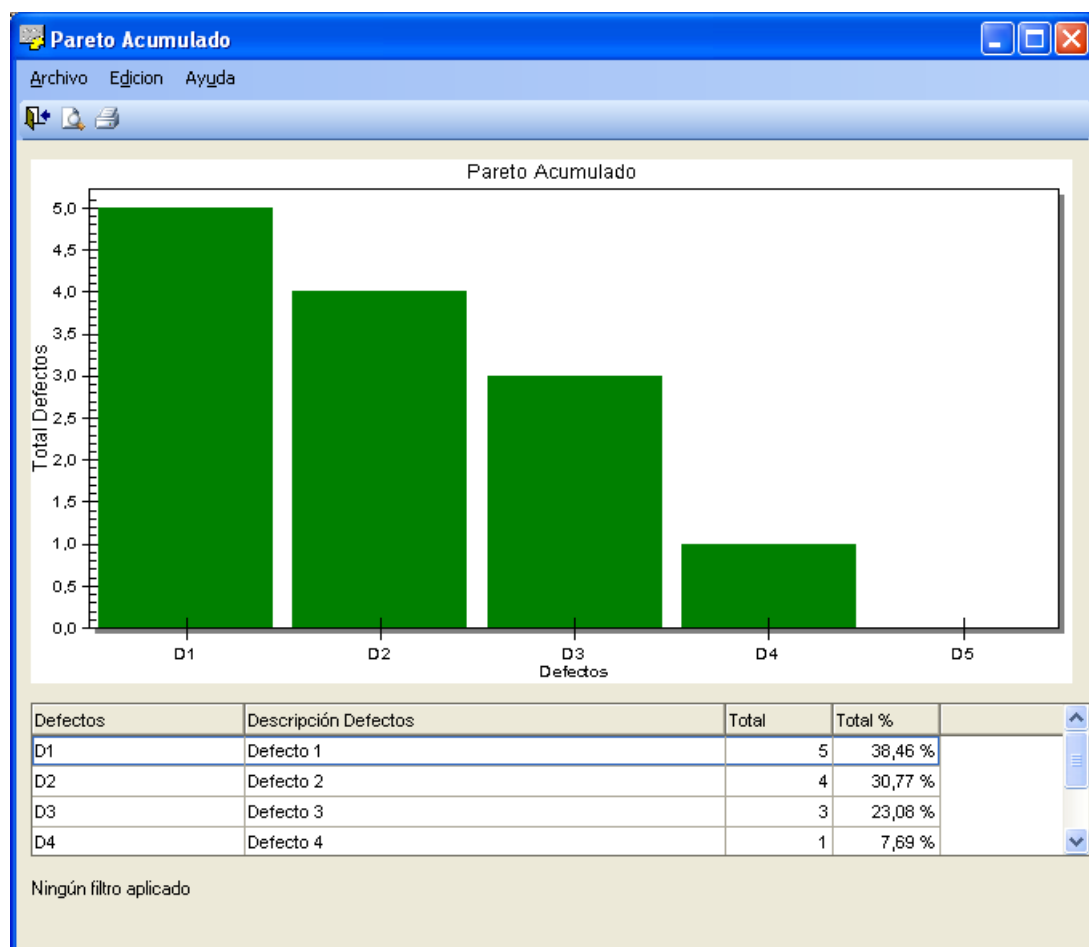 Pareto Acumulado
Archivo Edicion Ayuda
Pareto Acumulado
Total Defectos
5,0
4,5
4,0
3,5
3,0
2,5
2,0
1,5
1,0
0,5
0,0
D1 D2 D3 D4 D5
Defectos
Defectos Descripción Defectos Total Total %
D1 Defecto 1 5 38,46 %
D2 Defecto 2 4 30,77 %
D3 Defecto 3 3 23,08 %
D4 Defecto 4 1 7,69 %
Ningún filtro aplicado